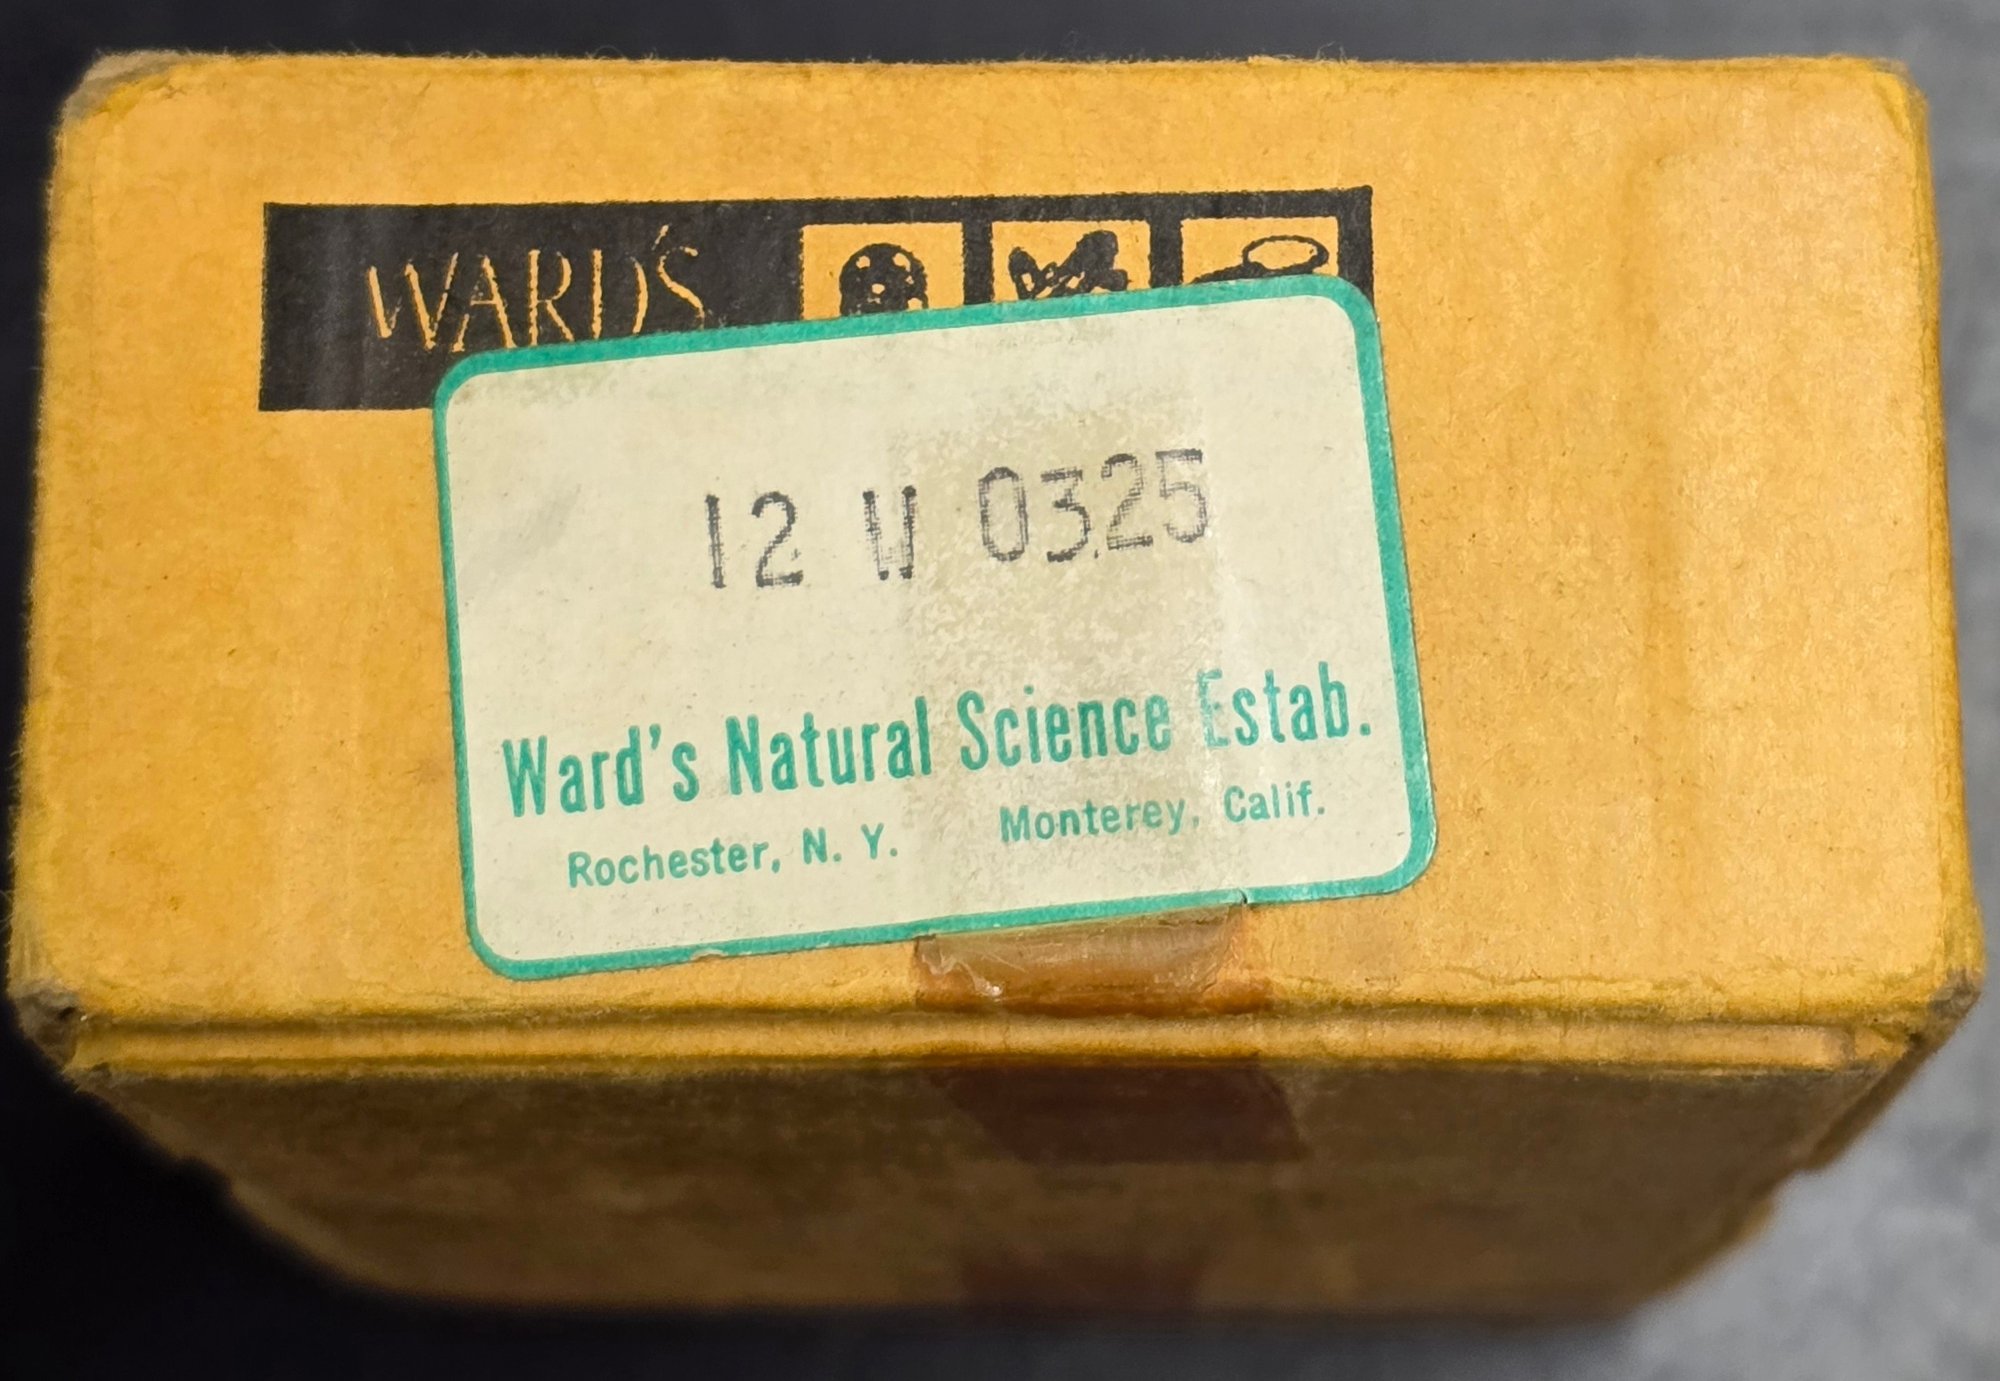 WARD'S
12 W 0325
Ward's Natural Science Estab.
Rochester, N. Y. Monterey, Calif.